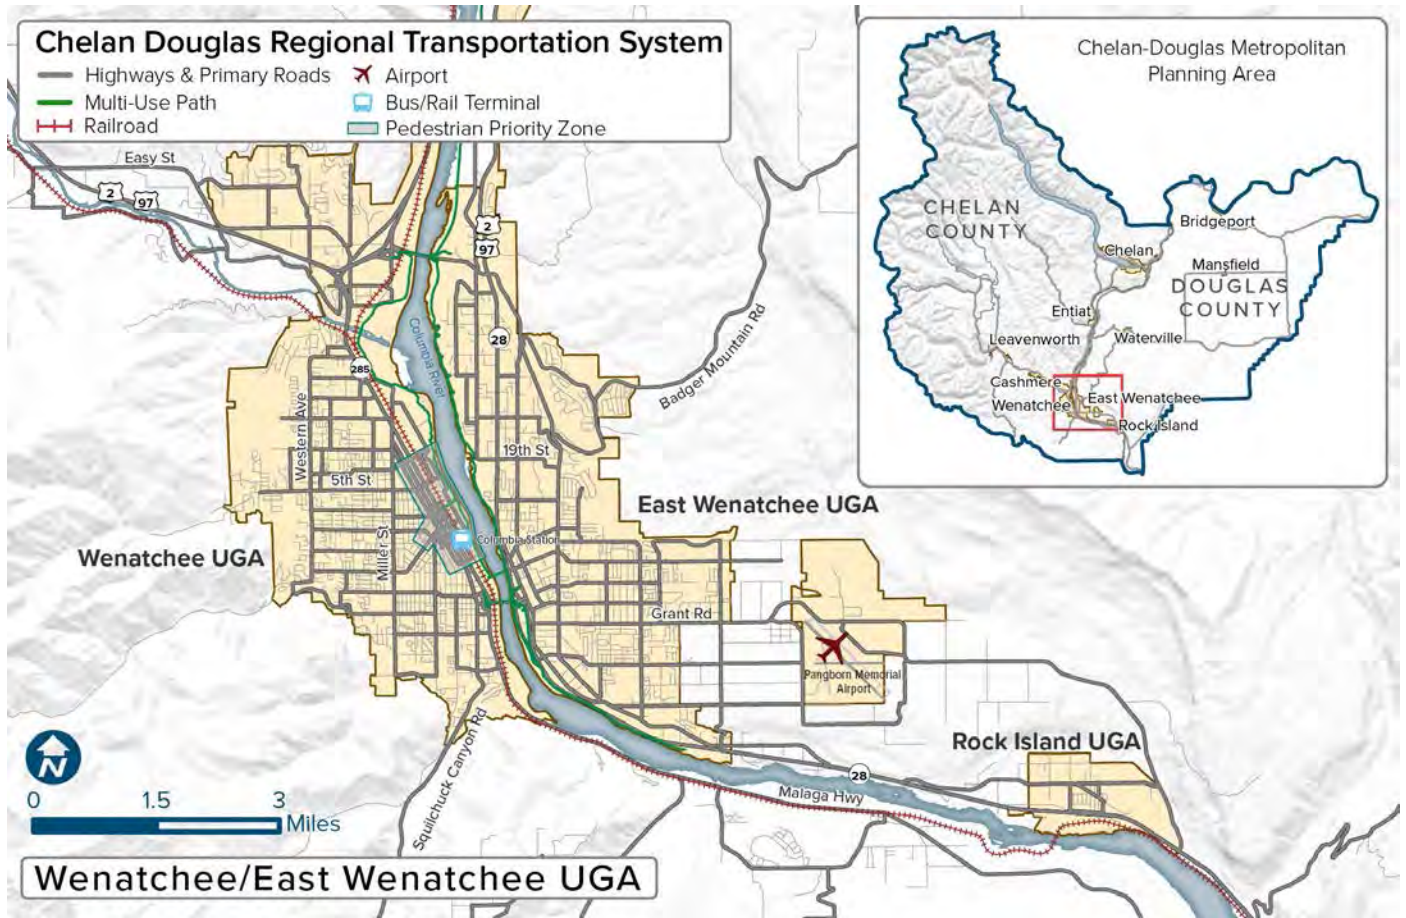 Chelan Douglas Regional Transportation System
Highways & Primary Roads
Airport
Multi-Use Path
Bus/Rail Terminal
Railroad
Pedestrian Priority Zone
Chelan-Douglas Metropolitan
Planning Area
CHELAN
COUNTY
Bridgeport
Chelan
Mansfield
DOUGLAS
COUNTY
Entiat
Leavenworth
Waterville
Cashmere
Wenatchee
East Wenatchee
Rock Island
Easy St
2
97
2
97
28
285
Columbia River
Badger Mountain Rd
Western Ave
19th St
5th St
Miller St
Columbia Station
East Wenatchee UGA
Wenatchee UGA
Grant Rd
Pangborn Memorial
Airport
Rock Island UGA
28
Malaga Hwy
Squilchuck Canyon Rd
N
0 1.5 3
Miles
Wenatchee/East Wenatchee UGA